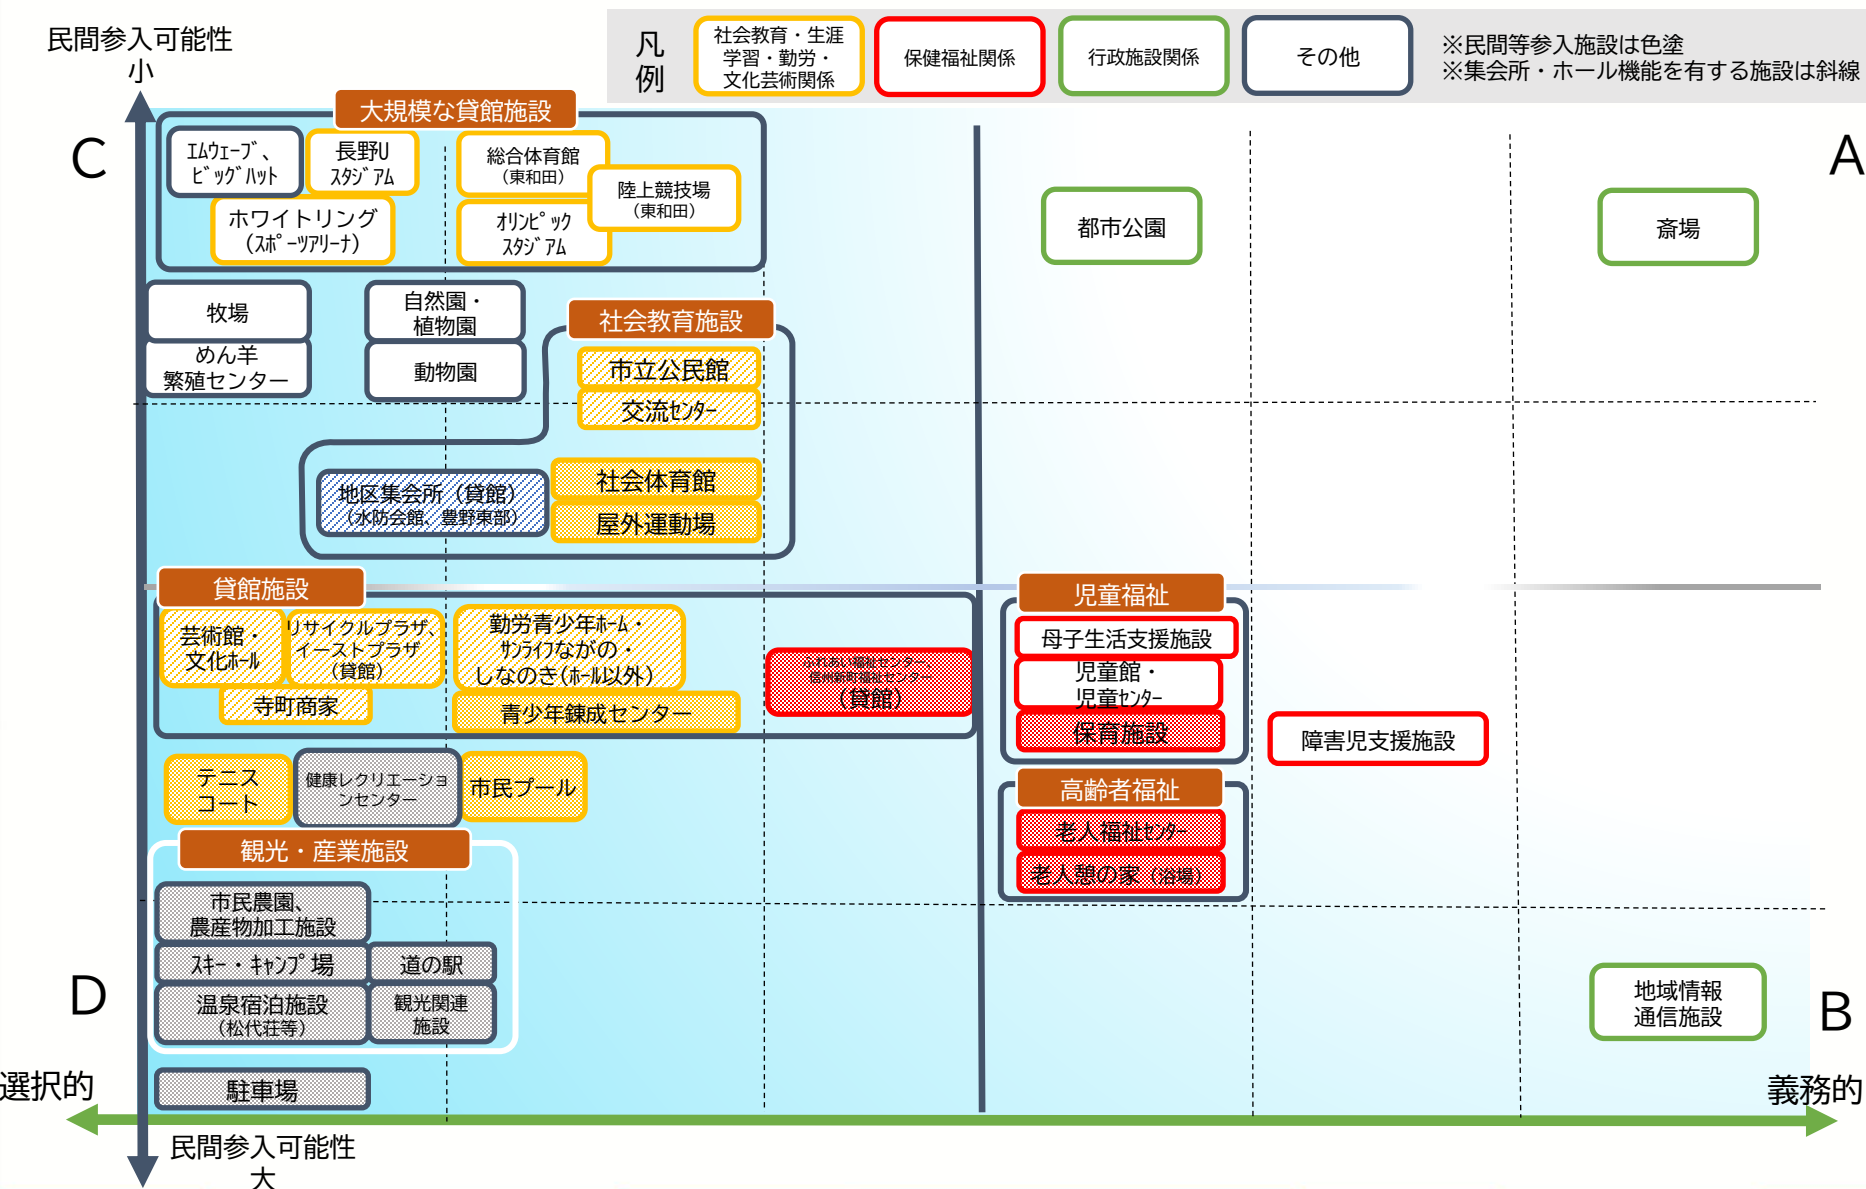 民間参入可能性
小
凡
例
社会教育・生涯
学習・勤労・
文化芸術関係
保健福祉関係
行政施設関係
その他
※民間等参入施設は色塗
※集会所・ホール機能を有する施設は斜線
C
A
大規模な貸館施設
ｴﾑｳｪｰﾌﾞ、
ﾋﾞｯｸﾞﾊｯﾄ
長野U
ｽﾀｼﾞｱﾑ
ホワイトリング
（ｽﾎﾟｰﾂｱﾘｰﾅ）
総合体育館
（東和田）
陸上競技場
（東和田）
ｵﾘﾝﾋﾟｯｸ
ｽﾀｼﾞｱﾑ
都市公園
斎場
牧場
めん羊
繁殖センター
自然園・
植物園
動物園
社会教育施設
市立公民館
交流ｾﾝﾀｰ
社会体育館
屋外運動場
地区集会所（貸館）
（水防会館、豊野東部）
貸館施設
芸術館・
文化ﾎｰﾙ
リサイクルプラザ、
イーストプラザ
（貸館）
寺町商家
勤労青少年ﾎｰﾑ・
ｻﾝﾗｲﾌながの・
しなのき(ﾎｰﾙ以外)
青少年錬成センター
ふれあい福祉センター、
信州新町福祉センター
（貸館）
児童福祉
母子生活支援施設
児童館・
児童ｾﾝﾀｰ
保育施設
障害児支援施設
テニス
コート
健康レクリエーショ
ンセンター
市民プール
高齢者福祉
老人福祉ｾﾝﾀｰ
老人憩の家（浴場）
観光・産業施設
市民農園、
農産物加工施設
ｽｷｰ・ｷｬﾝﾌﾟ場
道の駅
温泉宿泊施設
（松代荘等）
観光関連
施設
駐車場
D
B
地域情報
通信施設
選択的
義務的
民間参入可能性
大